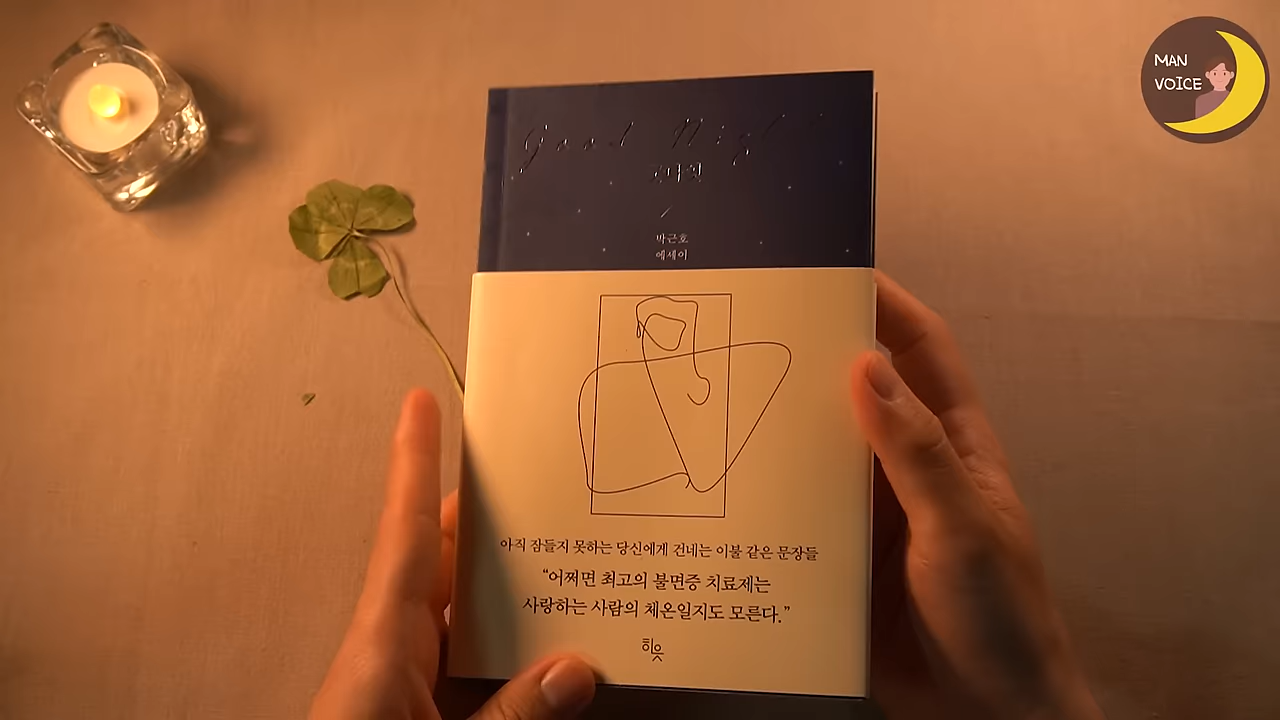 Good Nigh
굿나잇
박근호
에세이
아직 잠들지 못하는 당신에게 건네는 이불 같은 문장들
“어쩌면 최고의 불면증 치료제는
사랑하는 사람의 체온일지도 모른다.”
히읏
MAN
VOICE